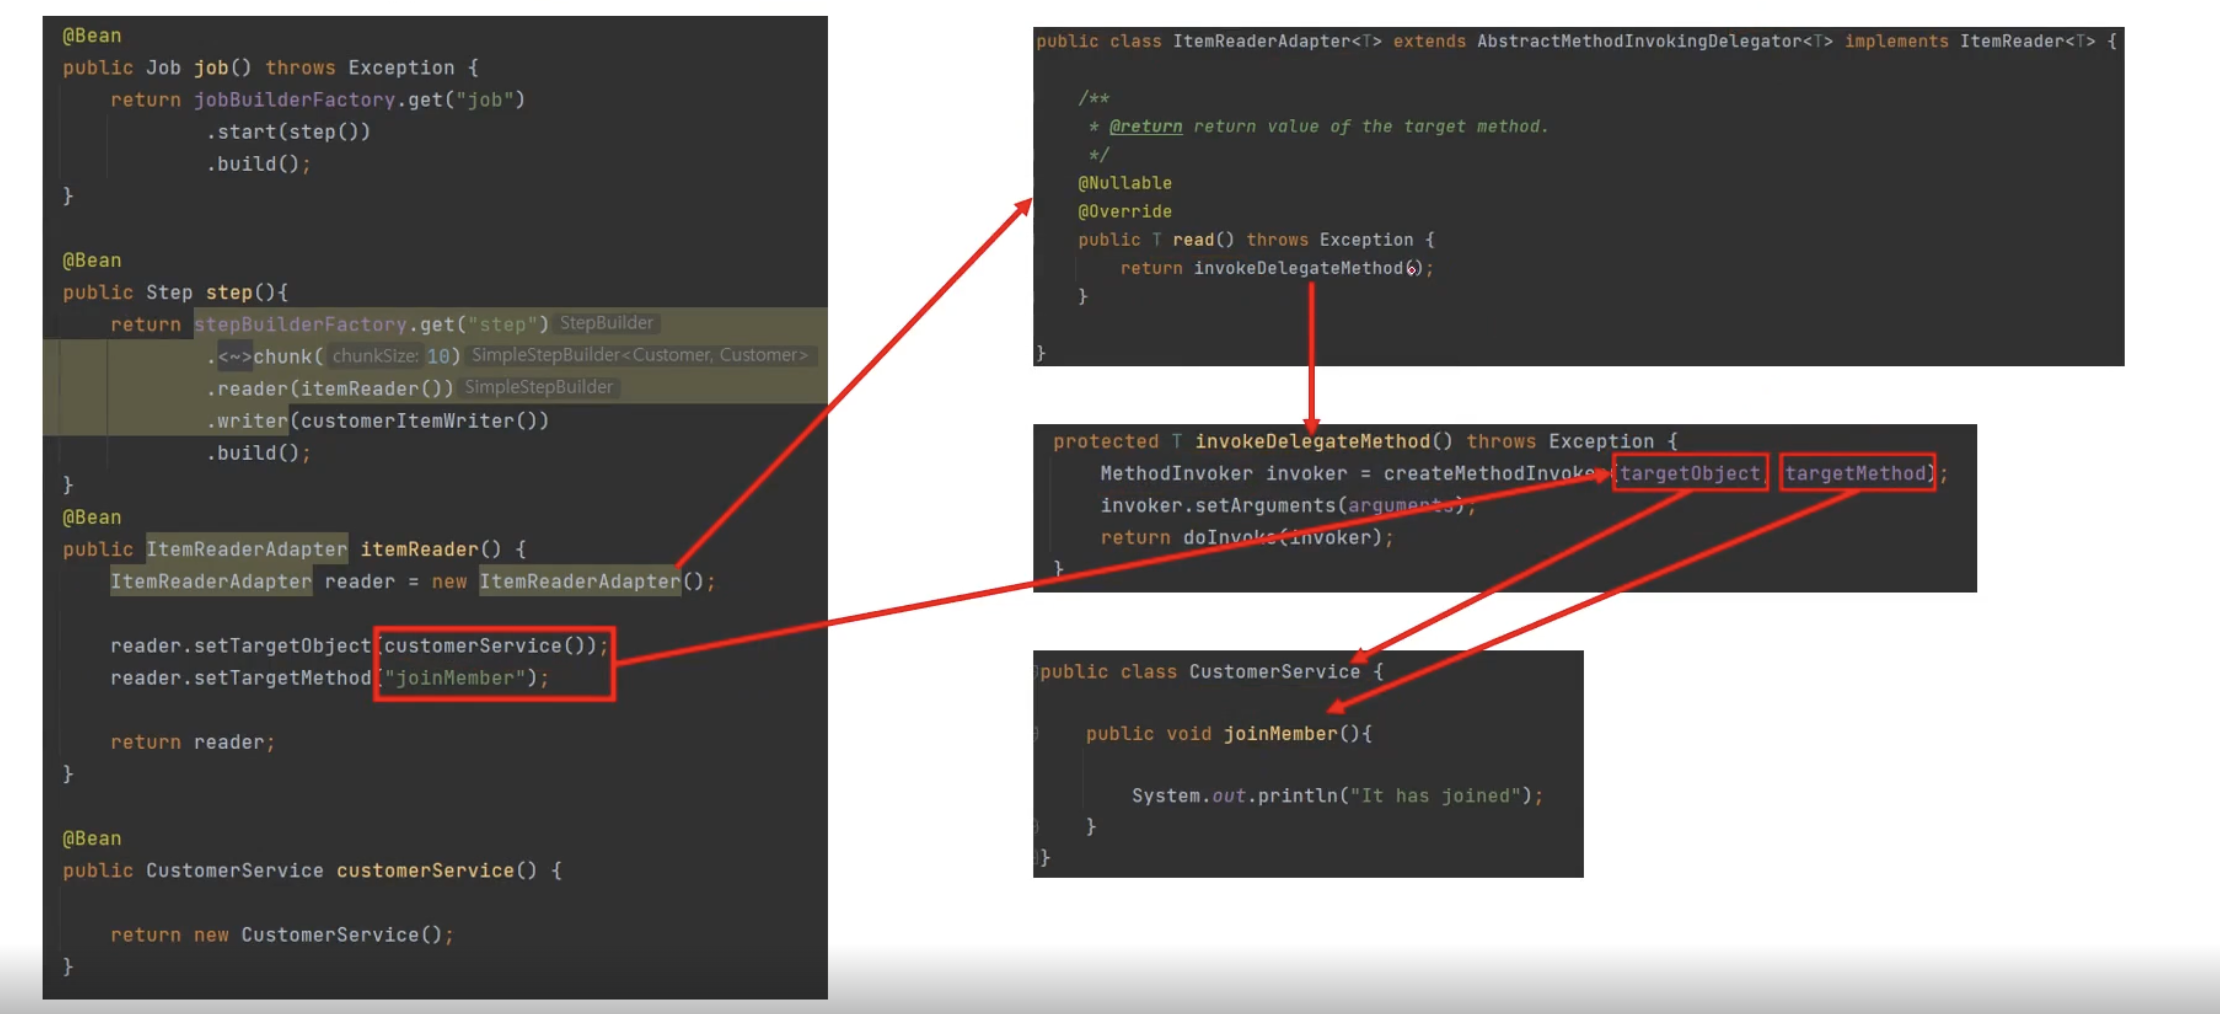 @Bean
public Job job() throws Exception {
return jobBuilderFactory.get("job")
.start(step())
.build();
}
@Bean
public Step step(){
return stepBuilderFactory.get("step") StepBuilder
.<~>chunk( chunkSize: 10) SimpleStepBuilder<Customer, Customer>
.reader(itemReader()) SimpleStepBuilder
.writer(customerItemWriter())
.build();
}
@Bean
public ItemReaderAdapter itemReader() {
ItemReaderAdapter reader = new ItemReaderAdapter();
reader.setTargetObject(customerService());
reader.setTargetMethod("joinMember");
return reader;
}
@Bean
public CustomerService customerService() {
return new CustomerService();
}
public class ItemReaderAdapter<T> extends AbstractMethodInvokingDelegator<T> implements ItemReader<T> {
/**
* @return return value of the target method.
*/
@Nullable
@Override
public T read() throws Exception {
return invokeDelegateMethod();
}
}
protected T invokeDelegateMethod() throws Exception {
MethodInvoker invoker = createMethodInvoker(targetObject, targetMethod);
invoker.setArguments(arguments);
return doInvoke(invoker);
}
public class CustomerService {
public void joinMember(){
System.out.println("It has joined");
}
}